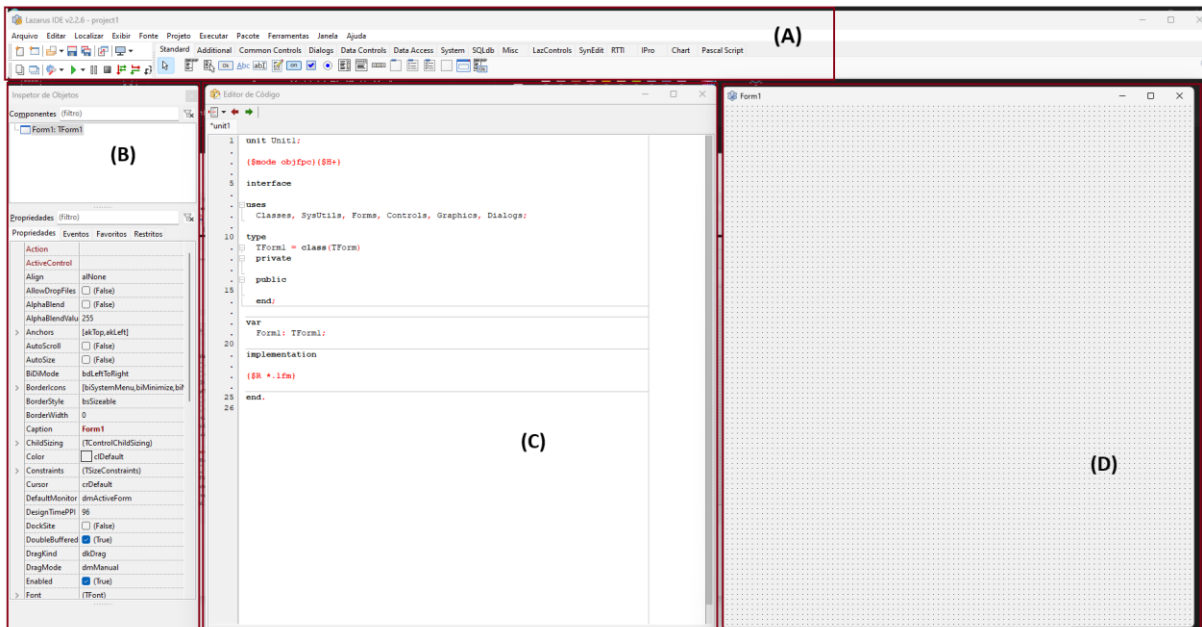 Lazarus IDE v2.2.6 - project1
Arquivo Editar Localizar Exibir Fonte Projeto Executar Pacote Ferramentas Janela Ajuda
(A)
Standard Additional Common Controls Dialogs Data Controls Data Access System SQLdb Misc LazControls SynEdit RTTI IPro Chart Pascal Script
Inspetor de Objetos
Componentes (filtro)
Form1: TForm1
(B)
Propriedades (filtro)
Propriedades Eventos Favoritos Restritos
Action
ActiveControl
Align alNone
AllowDropFiles (False)
AlphaBlend (False)
AlphaBlendValu 255
Anchors [akTop,akLeft]
AutoScroll (False)
AutoSize (False)
BiDiMode bdLeftToRight
BorderIcons [biSystemMenu,biMinimize,biM
BorderStyle bsSizeable
BorderWidth 0
Caption Form1
ChildSizing (TControlChildSizing)
Color clDefault
Constraints (TSizeConstraints)
Cursor crDefault
DefaultMonitor dmActiveForm
DesignTimePPI 96
DockSite (False)
DoubleBuffered (True)
DragKind dkDrag
DragMode dmManual
Enabled (True)
Font (TFont)
Editor de Código
*unit1
1 unit Unit1;
{$mode objfpc}{$H+}
5 interface
uses
Classes, SysUtils, Forms, Controls, Graphics, Dialogs;
10 type
TForm1 = class(TForm)
private
public
15
end;
var
Form1: TForm1;
20
implementation
{$R *.lfm}
25 end.
26
(C)
Form1
(D)